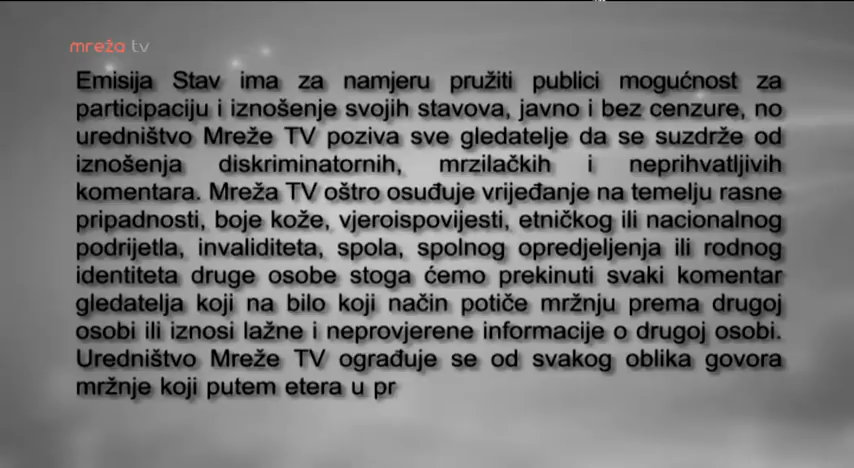 mreža tv
Emisija Stav ima za namjeru pružiti publici mogućnost za
participaciju i iznošenje svojih stavova, javno i bez cenzure, no
uredništvo Mreže TV poziva sve gledatelje da se suzdrže od
iznošenja diskriminatornih, mrzilačkih i neprihvatljivih
komentara. Mreža TV oštro osuđuje vrijeđanje na temelju rasne
pripadnosti, boje kože, vjeroispovijesti, etničkog ili nacionalnog
podrijetla, invaliditeta, spola, spolnog opredjeljenja ili rodnog
identiteta druge osobe stoga ćemo prekinuti svaki komentar
gledatelja koji na bilo koji način potiče mržnju prema drugoj
osobi ili iznosi lažne i neprovjerene informacije o drugoj osobi.
Uredništvo Mreže TV ograđuje se od svakog oblika govora
mržnje koji putem etera u pr